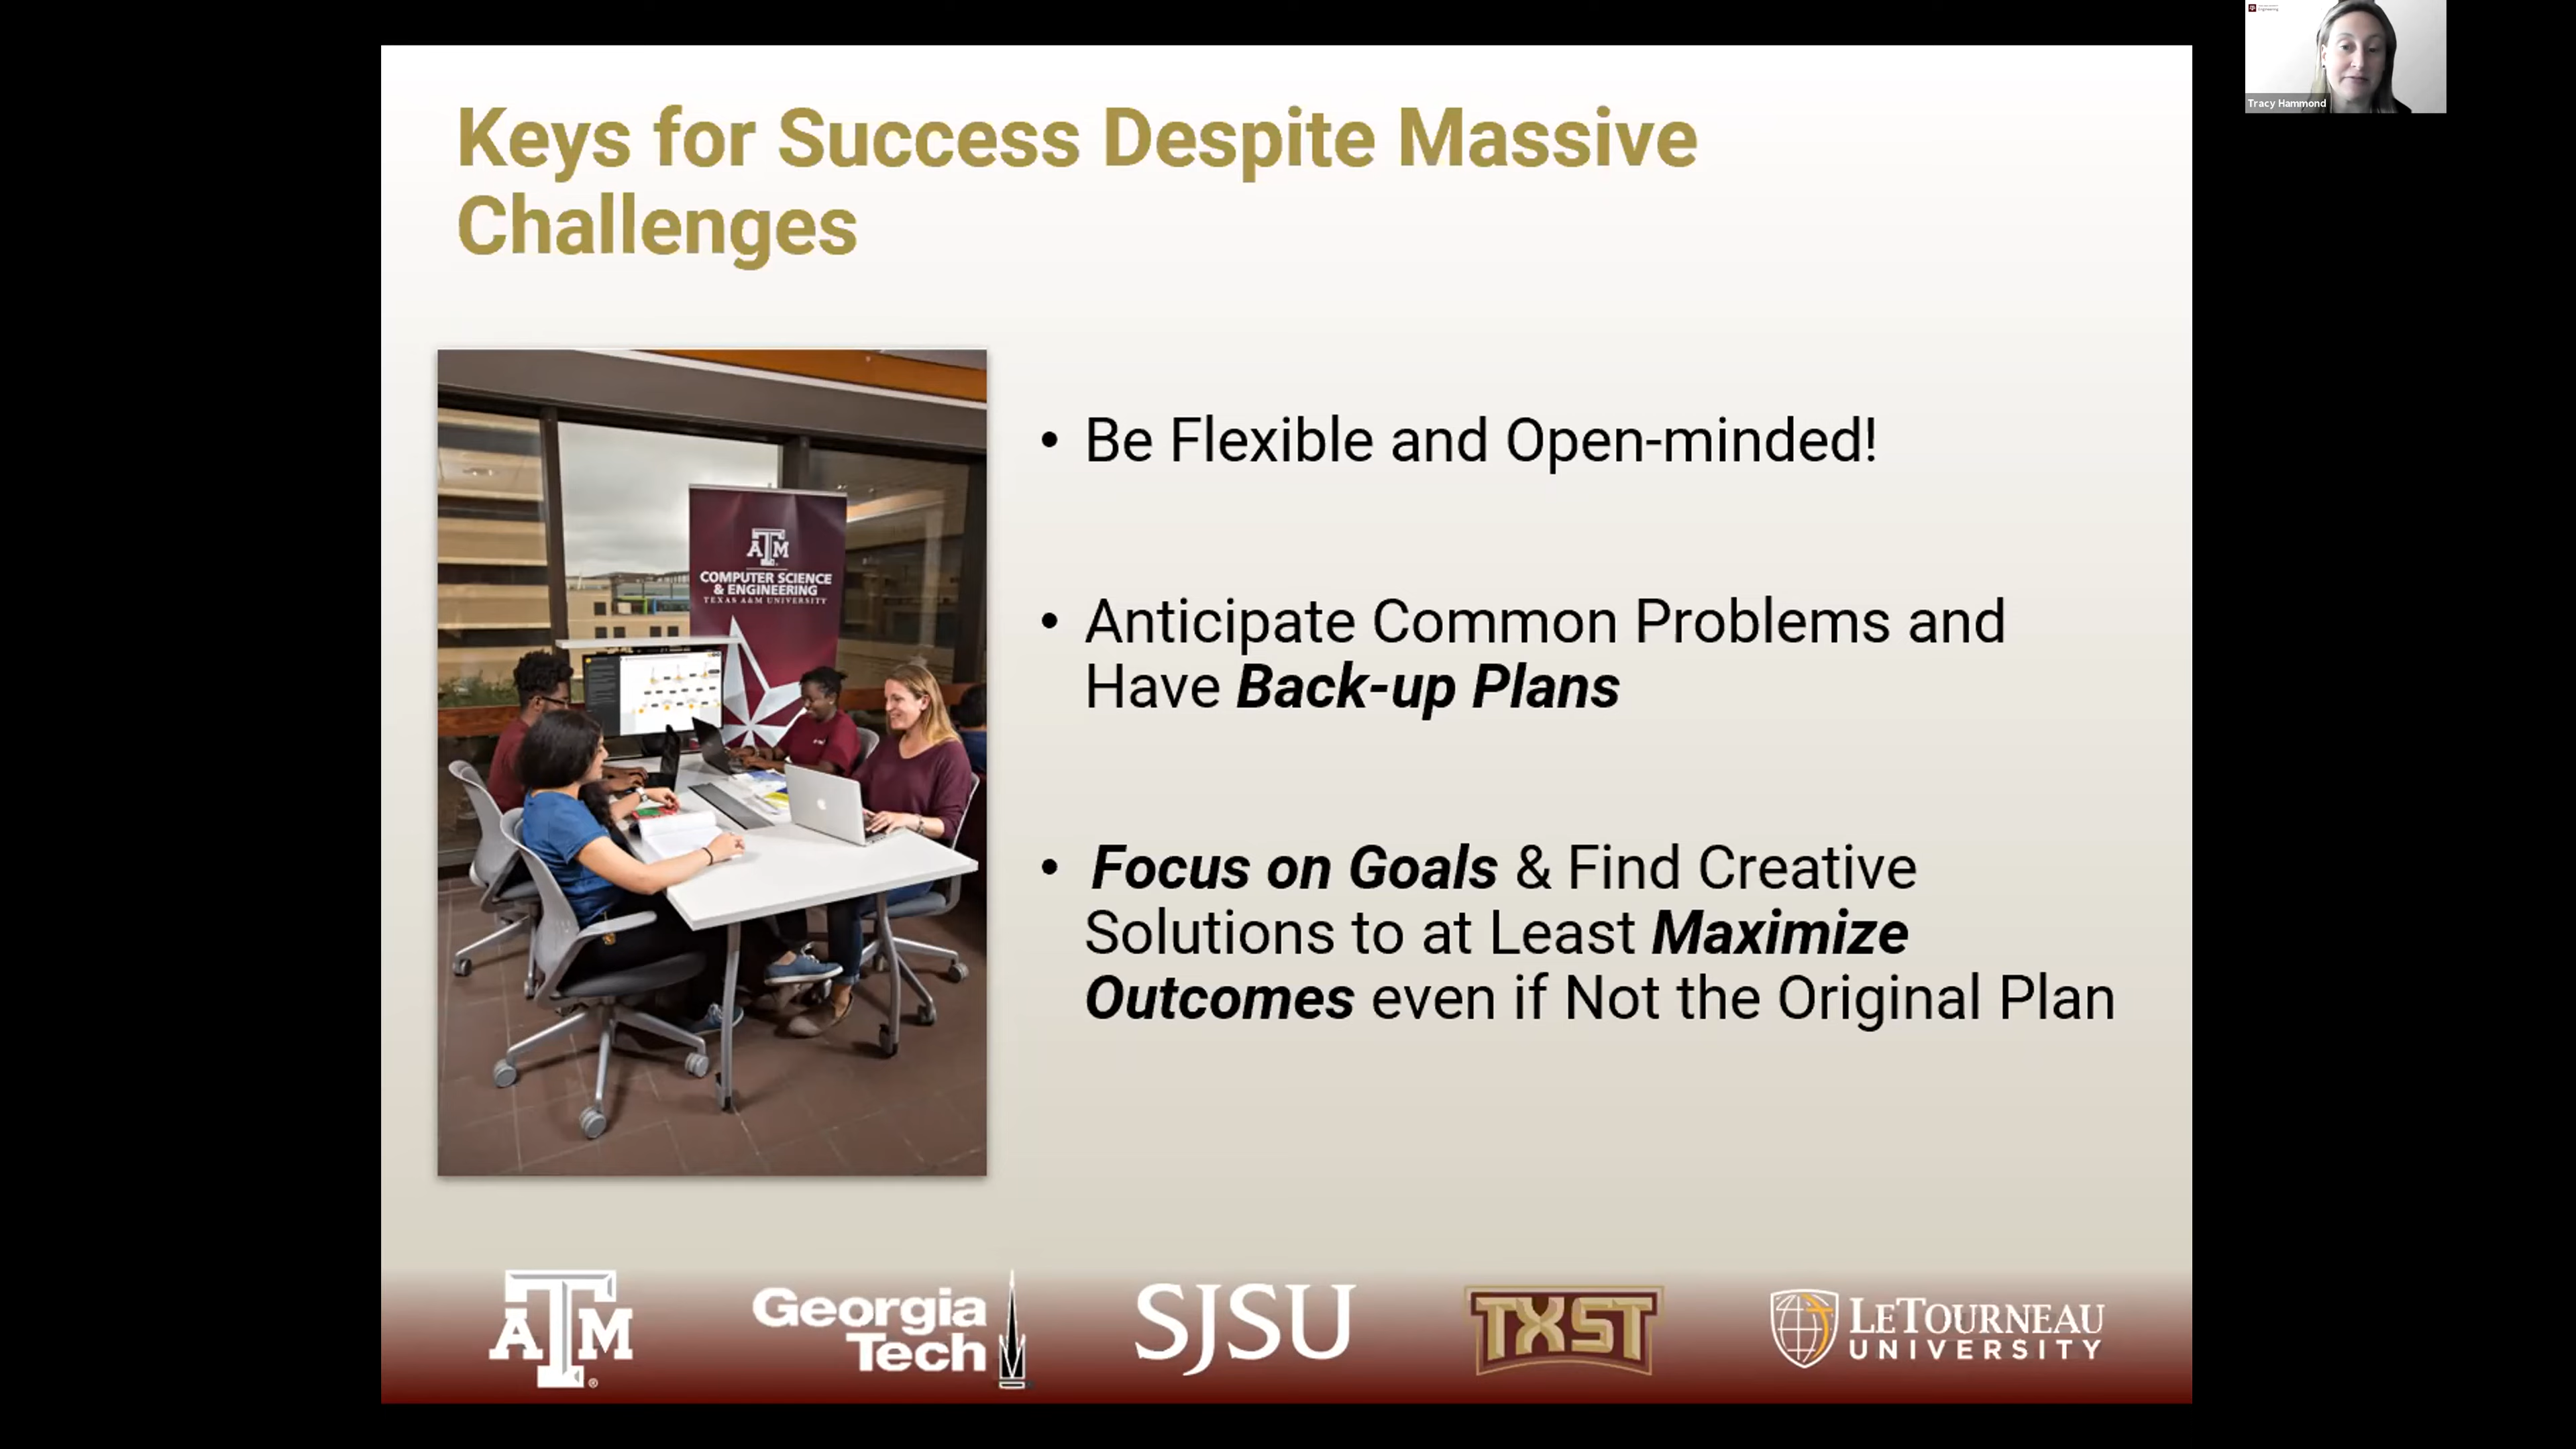 Tracy Hammond
Keys for Success Despite Massive
Challenges
ATM
COMPUTER SCIENCE
& ENGINEERING
TEXAS A&M UNIVERSITY
• Be Flexible and Open-minded!
• Anticipate Common Problems and
Have Back-up Plans
• Focus on Goals & Find Creative
Solutions to at Least Maximize
Outcomes even if Not the Original Plan
ATM®
Georgia
Tech
SJSU
TXST
LETOURNEAU
UNIVERSITY